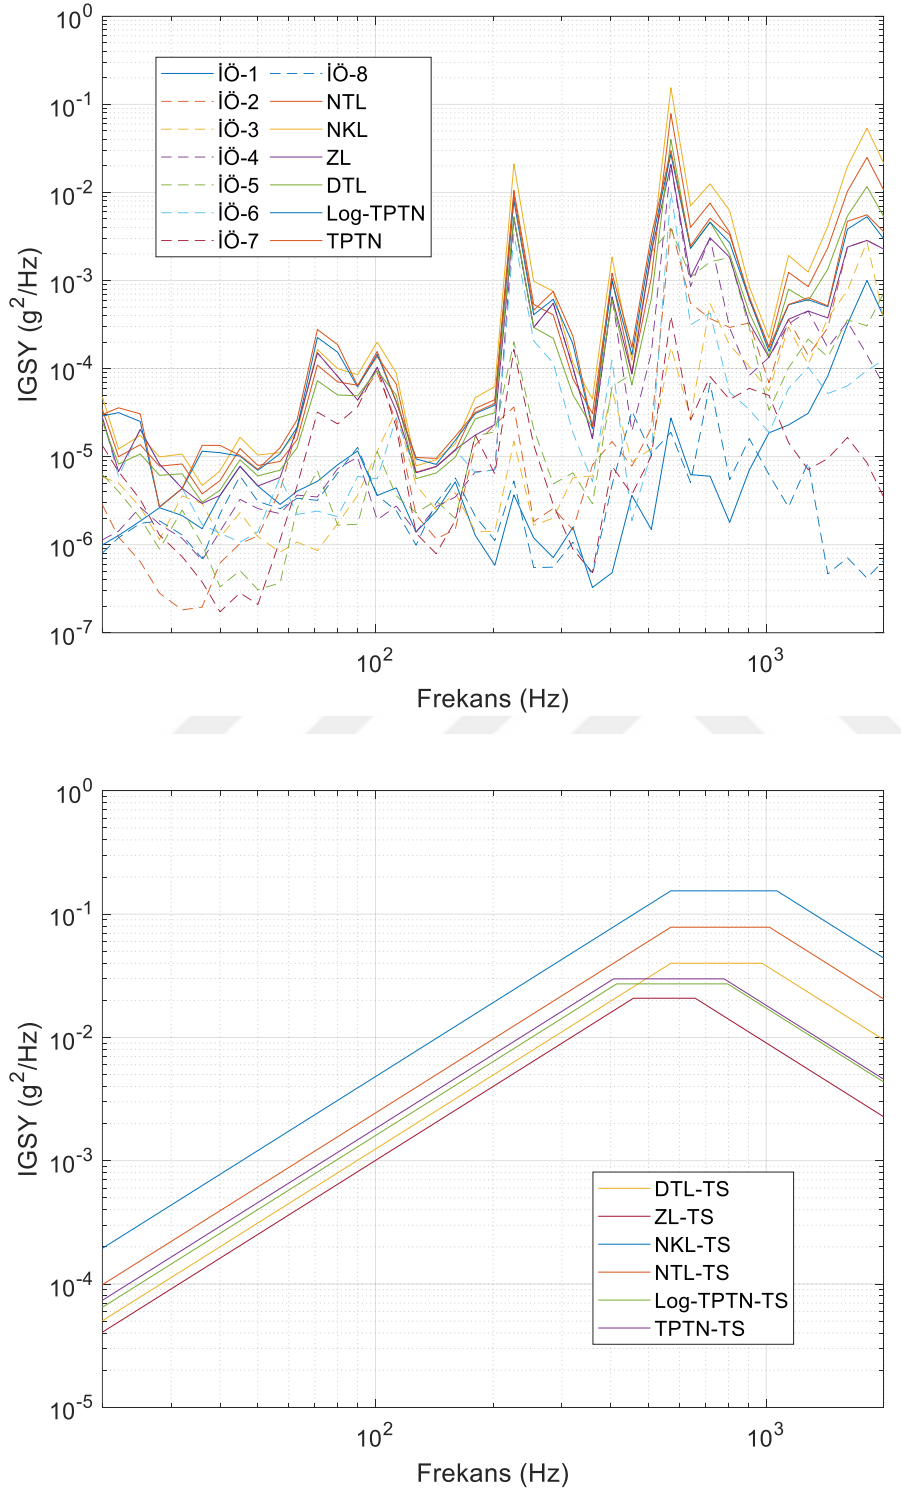 10^0
10^-1
10^-2
10^-3
10^-4
10^-5
10^-6
10^-7
IGSY (g^2/Hz)
İÖ-1
İÖ-2
İÖ-3
İÖ-4
İÖ-5
İÖ-6
İÖ-7
İÖ-8
NTL
NKL
ZL
DTL
Log-TPTN
TPTN
10^2
10^3
Frekans (Hz)
10^0
10^-1
10^-2
10^-3
10^-4
10^-5
IGSY (g^2/Hz)
DTL-TS
ZL-TS
NKL-TS
NTL-TS
Log-TPTN-TS
TPTN-TS
10^2
10^3
Frekans (Hz)